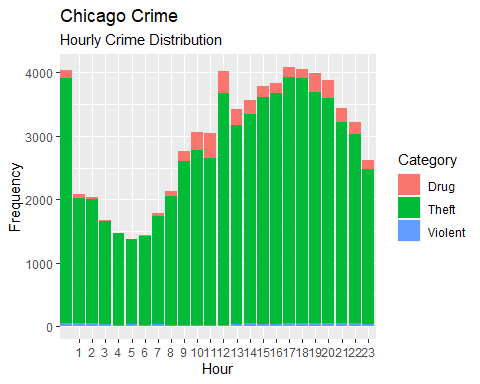 Chicago Crime
Hourly Crime Distribution
4000
3000
2000
1000
0
Frequency
1 2 3 4 5 6 7 8 9 10 11 12 13 14 15 16 17 18 19 20 21 22 23
Hour
Category
Drug
Theft
Violent